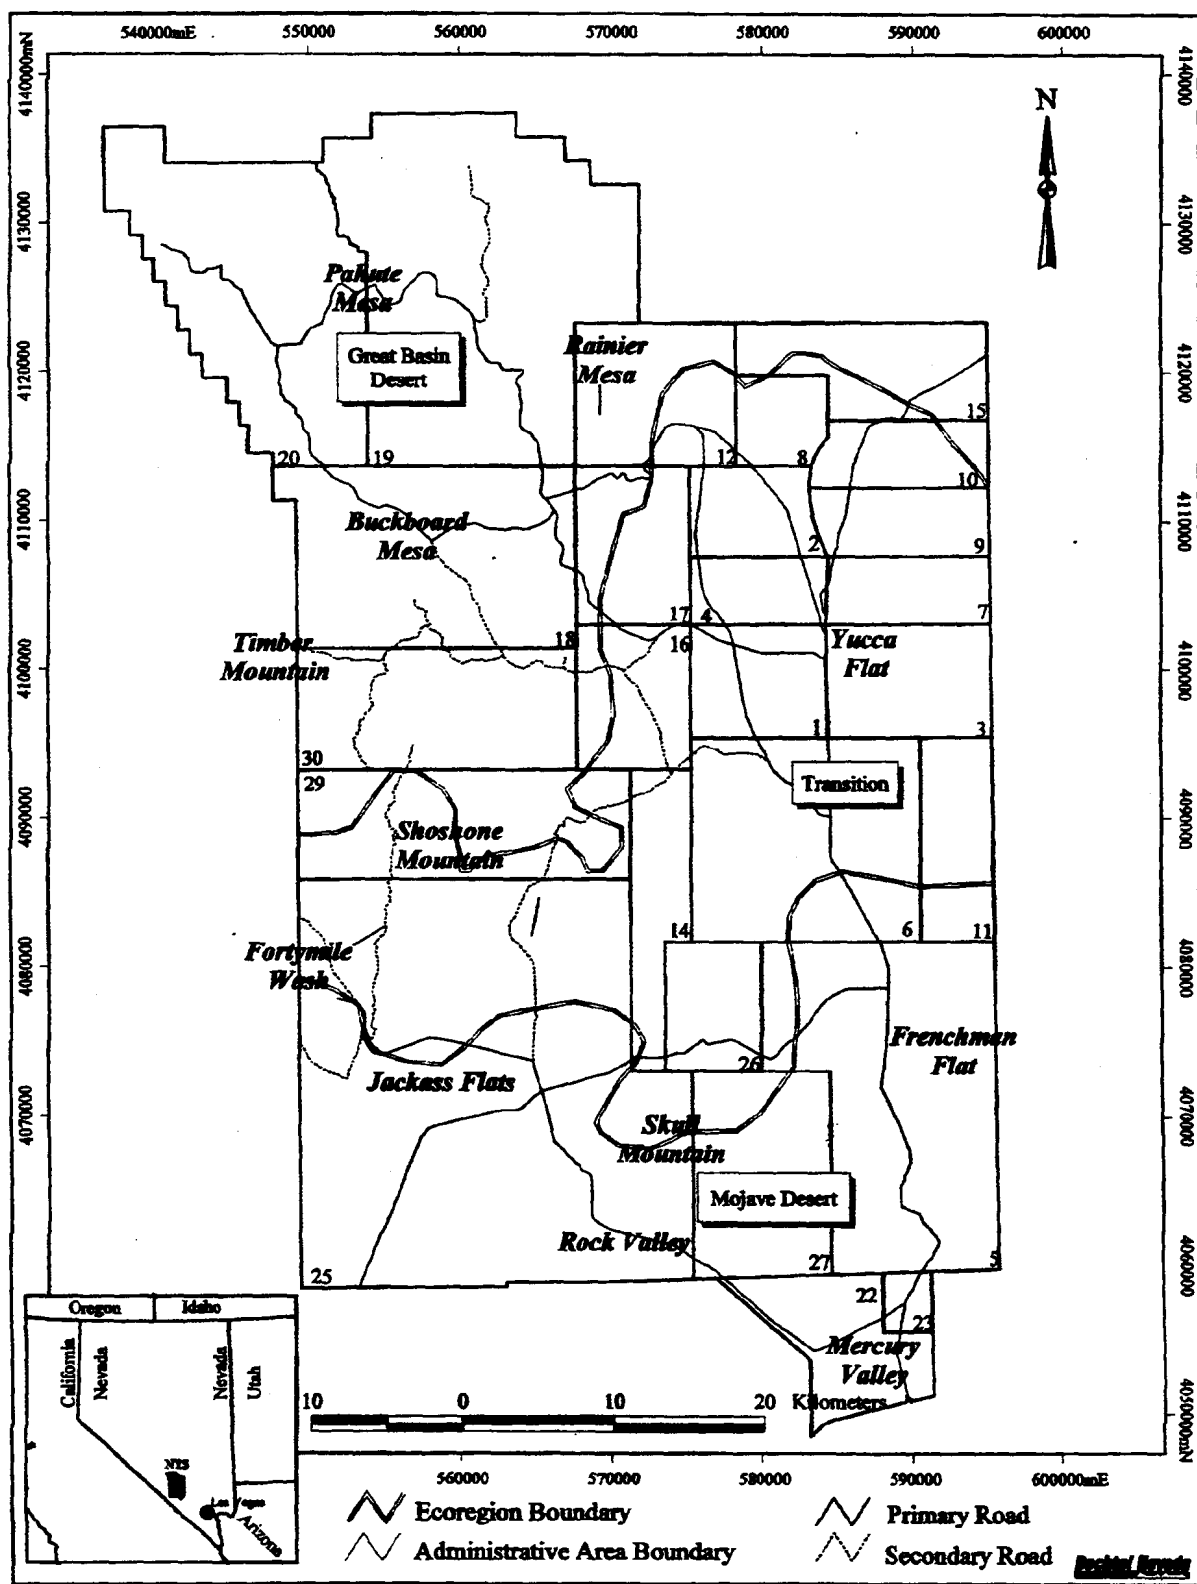 540000mE 550000 560000 570000 580000 590000 600000
4140000mN
4140000
N
4130000
4130000
Pahute
Mesa
Great Basin
Desert
Rainier
Mesa
4120000
4120000
15
20
19
12
8
10
4110000
4110000
Buckboard
Mesa
2
9
17
4
7
Timber
Mountain
18
16
Yucca
Flat
4100000
4100000
1
3
30
29
Transition
4090000
4090000
Shoshone
Mountain
14
6
11
Fortymile
Wash
4080000
4080000
Frenchman
Flat
26
Jackass Flats
4070000
4070000
Skull
Mountain
Mojave Desert
Rock Valley
4060000
25
27
5
22
23
Mercury
Valley
4050000mN
10 0 10 20 Kilometers
Oregon Idaho
California
Nevada
Nevada
Utah
NTS
Las Vegas
Arizona
560000 570000 580000 590000 600000mE
Ecoregion Boundary
Primary Road
Administrative Area Boundary
Secondary Road
Bechtel Nevada